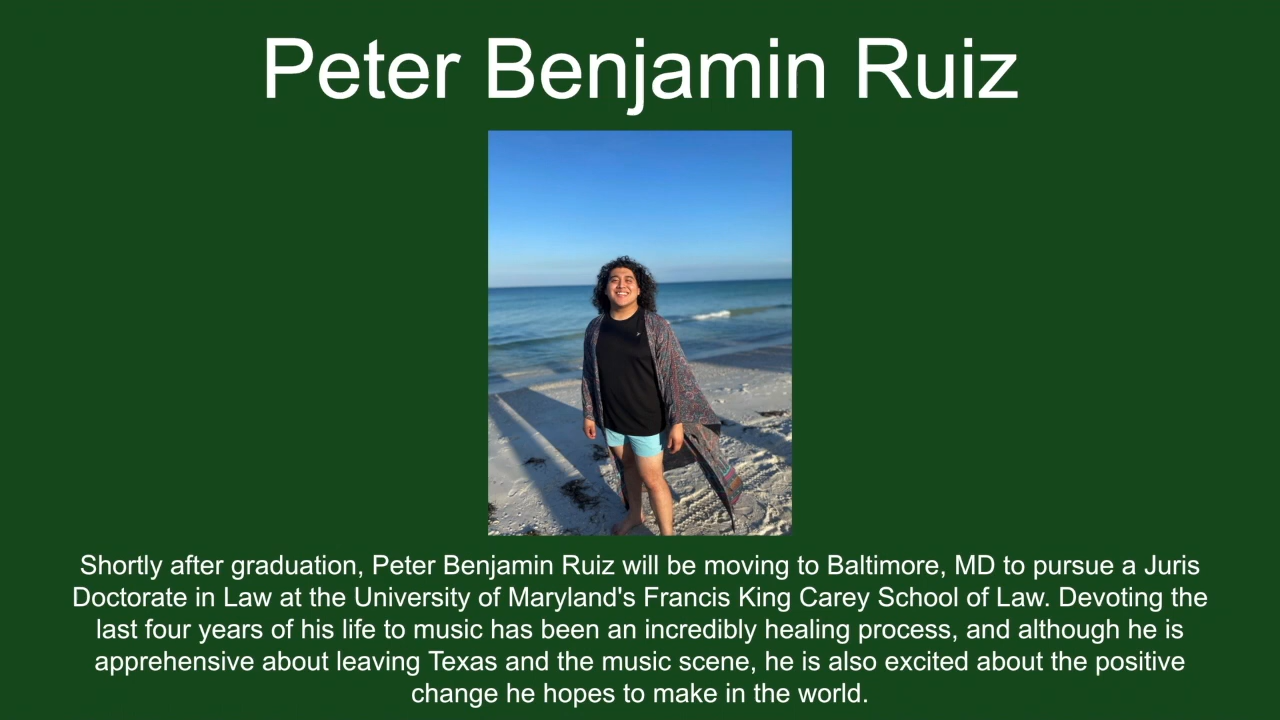 Peter Benjamin Ruiz
Shortly after graduation, Peter Benjamin Ruiz will be moving to Baltimore, MD to pursue a Juris
Doctorate in Law at the University of Maryland's Francis King Carey School of Law. Devoting the
last four years of his life to music has been an incredibly healing process, and although he is
apprehensive about leaving Texas and the music scene, he is also excited about the positive
change he hopes to make in the world.